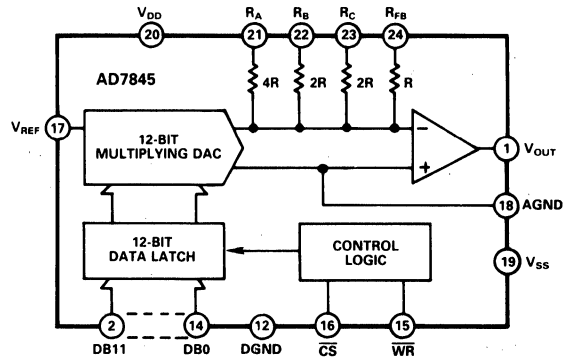 V_DD R_A R_B R_C R_FB
20 21 22 23 24
AD7845 4R 2R 2R R
V_REF 17
12-BIT
MULTIPLYING DAC
−
+
1 V_OUT
18 AGND
12-BIT
DATA LATCH
CONTROL
LOGIC
19 V_SS
2 14 12 16 15
DB11 DB0 DGND C̅S̅ W̅R̅